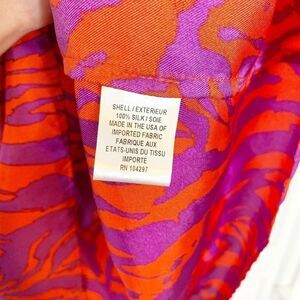 SHELL / EXTERIEUR
100% SILK / SOIE
MADE IN THE USA OF
IMPORTED FABRIC
FABRIQUE AUX
ETATS-UNIS DU TISSU
IMPORTE
RN 104297